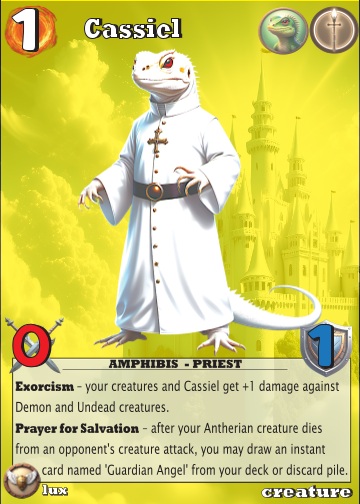 1
Cassiel
0
1
AMPHIBIS - PRIEST
Exorcism - your creatures and Cassiel get +1 damage against
Demon and Undead creatures.
Prayer for Salvation - after your Antherian creature dies
from an opponent's creature attack, you may draw an instant
card named 'Guardian Angel' from your deck or discard pile.
lux
creature